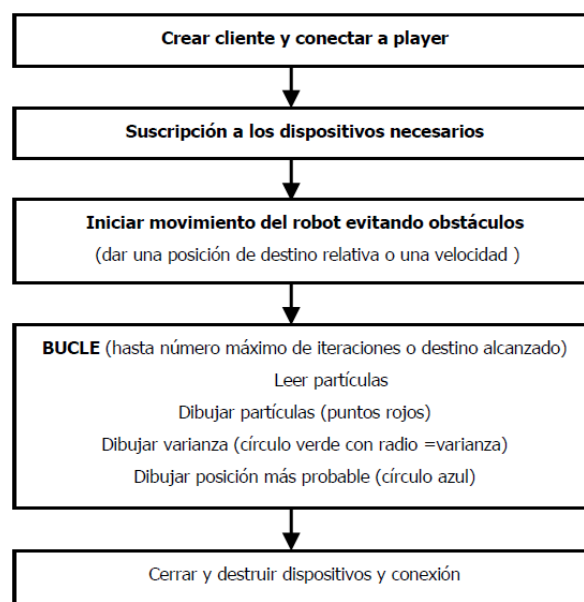 Crear cliente y conectar a player
Suscripción a los dispositivos necesarios
Iniciar movimiento del robot evitando obstáculos
(dar una posición de destino relativa o una velocidad )
BUCLE (hasta número máximo de iteraciones o destino alcanzado)
Leer partículas
Dibujar partículas (puntos rojos)
Dibujar varianza (círculo verde con radio =varianza)
Dibujar posición más probable (círculo azul)
Cerrar y destruir dispositivos y conexión